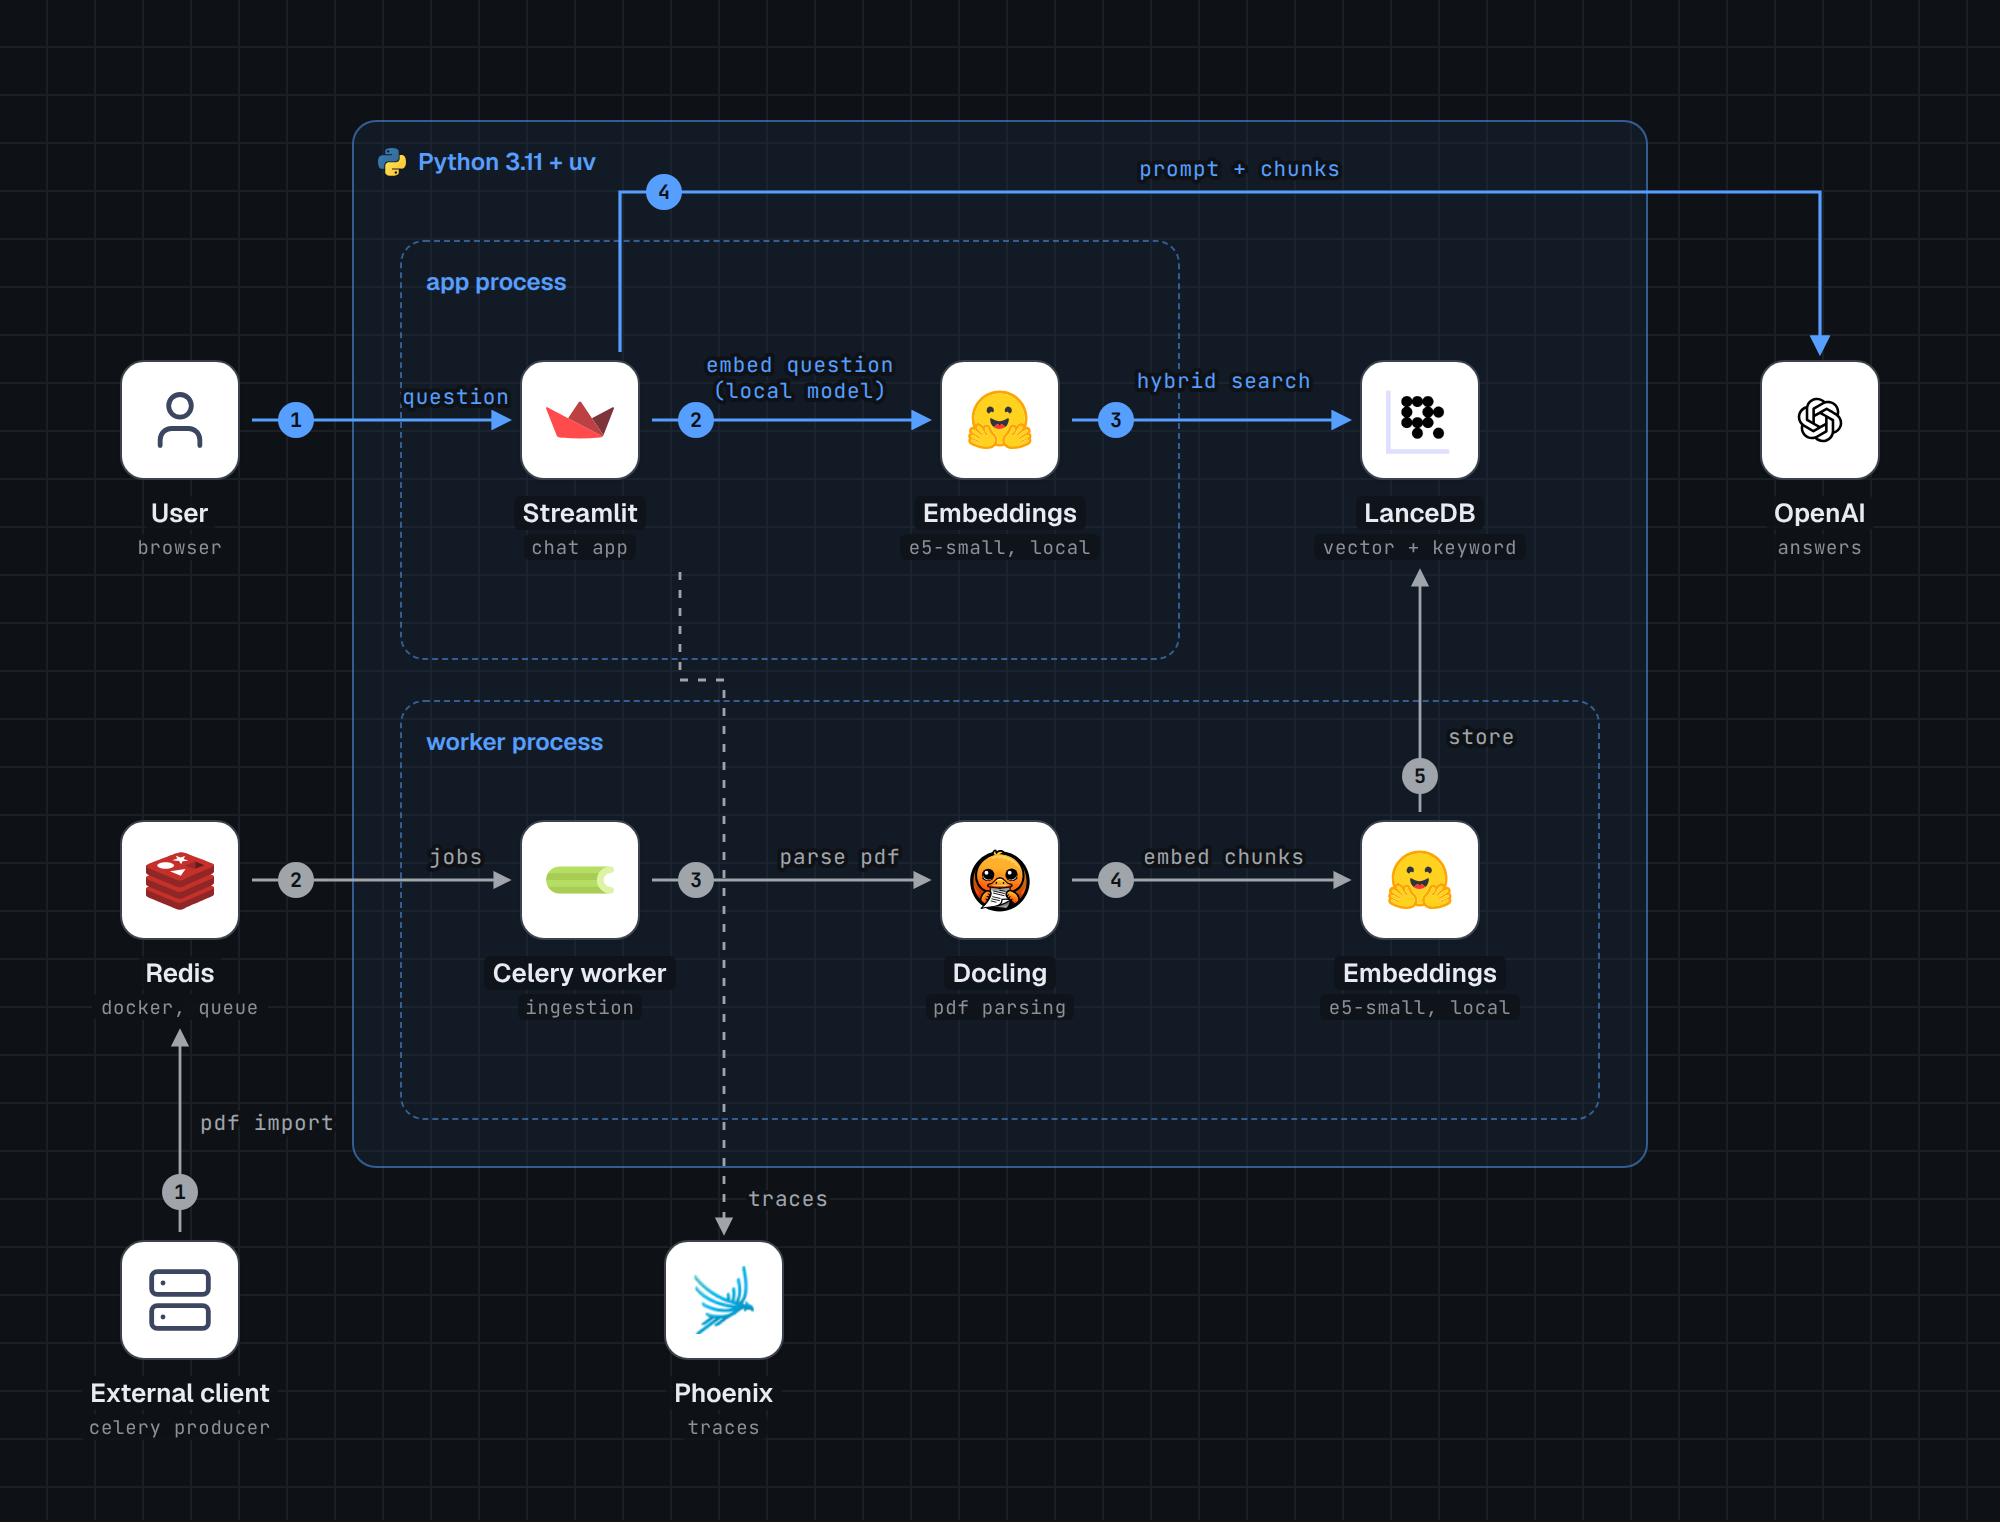 Python 3.11 + uv
4
prompt + chunks
app process
1
question
2
embed question
(local model)
3
hybrid search
User
browser
Streamlit
chat app
Embeddings
e5-small, local
LanceDB
vector + keyword
OpenAI
answers
worker process
store
5
2
jobs
3
parse pdf
4
embed chunks
Redis
docker, queue
Celery worker
ingestion
Docling
pdf parsing
Embeddings
e5-small, local
pdf import
1
traces
External client
celery producer
Phoenix
traces